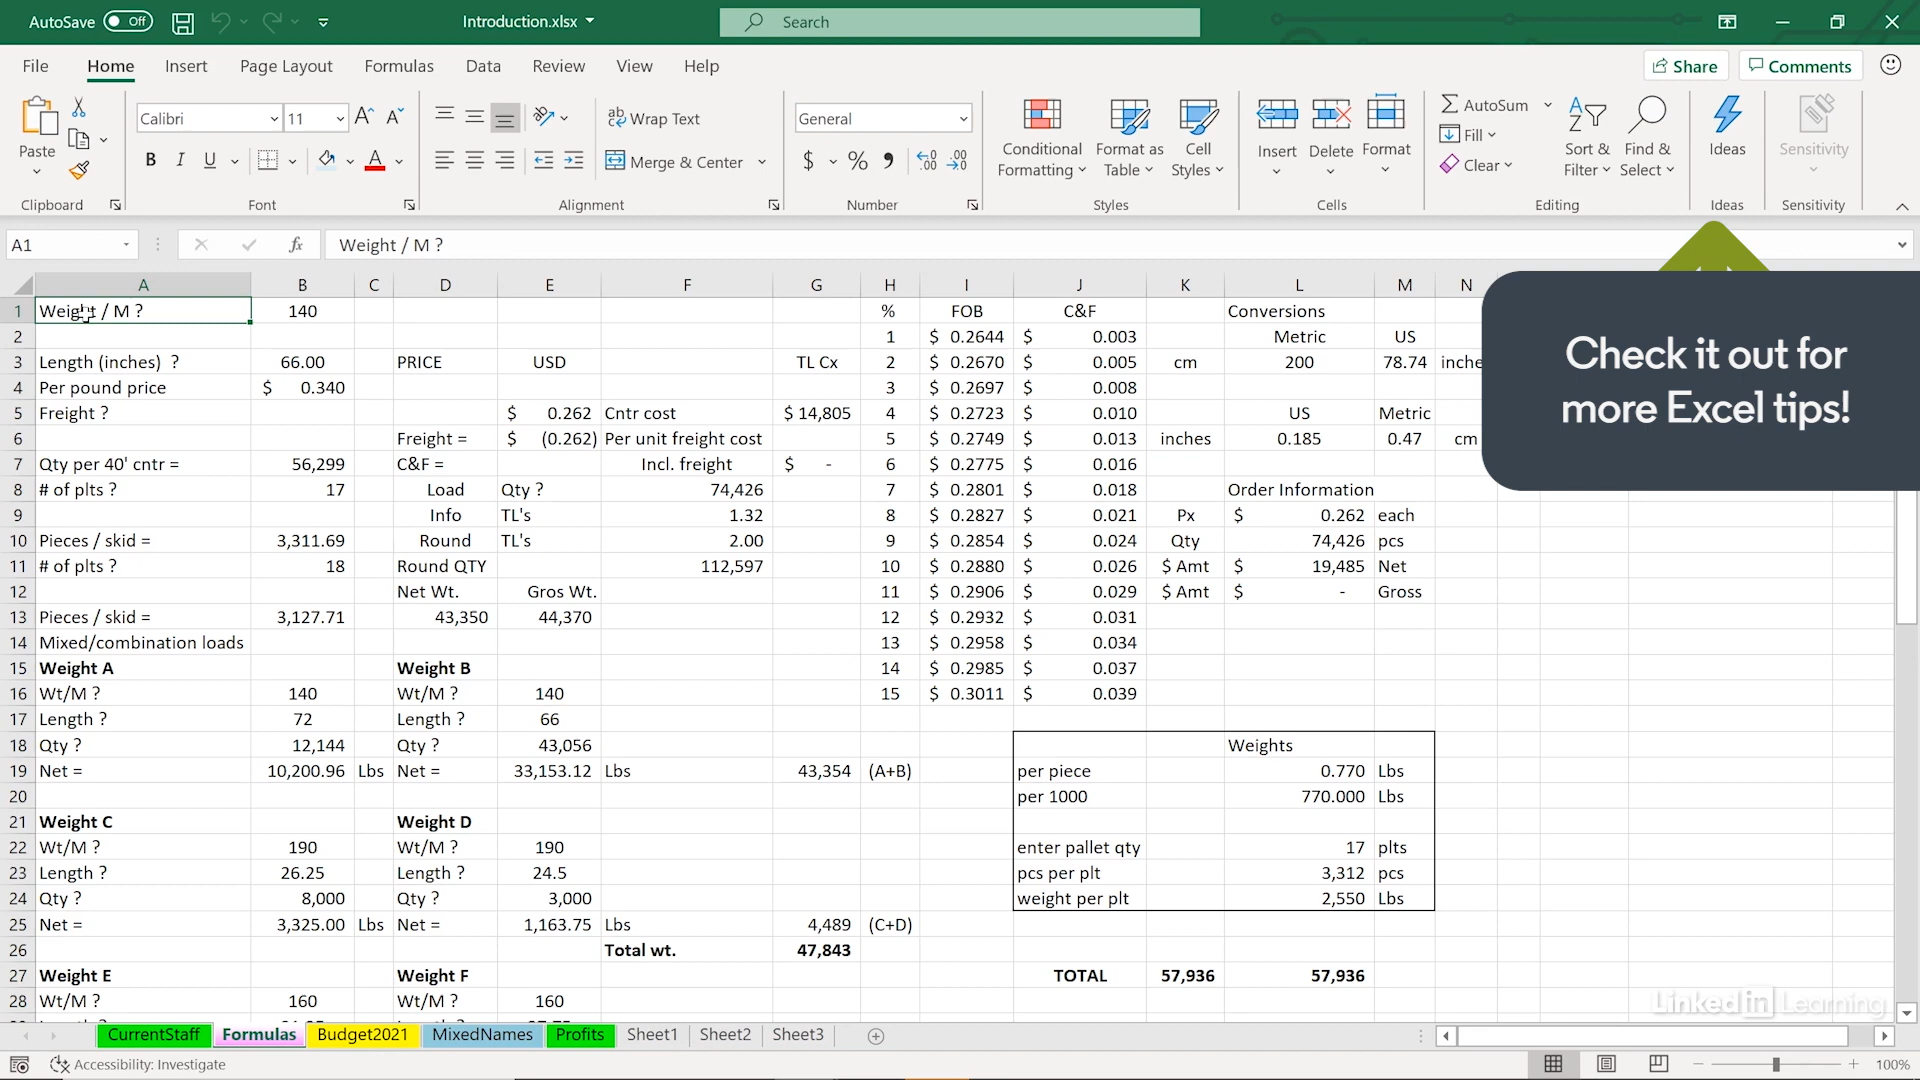 AutoSave Off Introduction.xlsx Search
File Home Insert Page Layout Formulas Data Review View Help Share Comments
Paste Calibri 11 Wrap Text General Conditional Formatting Format as Table Cell Styles Insert Delete Format AutoSum Sort & Filter Find & Select Ideas Sensitivity
B I U A Merge & Center $ % Fill Clear
Clipboard Font Alignment Number Styles Cells Editing Ideas Sensitivity
A1 fx Weight / M ?
Check it out for
more Excel tips!
A B C D E F G H I J K L M N
1 Weight / M ? 140 % FOB C&F Conversions
2 1 $ 0.2644 $ 0.003 Metric US
3 Length (inches) ? 66.00 PRICE USD TL Cx 2 $ 0.2670 $ 0.005 cm 200 78.74 inche
4 Per pound price $ 0.340 3 $ 0.2697 $ 0.008
5 Freight ? $ 0.262 Cntr cost $ 14,805 4 $ 0.2723 $ 0.010 US Metric
6 Freight = $ (0.262) Per unit freight cost 5 $ 0.2749 $ 0.013 inches 0.185 0.47 cm
7 Qty per 40' cntr = 56,299 C&F = Incl. freight $ - 6 $ 0.2775 $ 0.016
8 # of plts ? 17 Load Qty ? 74,426 7 $ 0.2801 $ 0.018 Order Information
9 Info TL's 1.32 8 $ 0.2827 $ 0.021 Px $ 0.262 each
10 Pieces / skid = 3,311.69 Round TL's 2.00 9 $ 0.2854 $ 0.024 Qty 74,426 pcs
11 # of plts ? 18 Round QTY 112,597 10 $ 0.2880 $ 0.026 $ Amt $ 19,485 Net
12 Net Wt. Gros Wt. 11 $ 0.2906 $ 0.029 $ Amt $ - Gross
13 Pieces / skid = 3,127.71 43,350 44,370 12 $ 0.2932 $ 0.031
14 Mixed/combination loads 13 $ 0.2958 $ 0.034
15 Weight A Weight B 14 $ 0.2985 $ 0.037
16 Wt/M ? 140 Wt/M ? 140 15 $ 0.3011 $ 0.039
17 Length ? 72 Length ? 66
18 Qty ? 12,144 Qty ? 43,056 Weights
19 Net = 10,200.96 Lbs Net = 33,153.12 Lbs 43,354 (A+B) per piece 0.770 Lbs
20 per 1000 770.000 Lbs
21 Weight C Weight D
22 Wt/M ? 190 Wt/M ? 190 enter pallet qty 17 plts
23 Length ? 26.25 Length ? 24.5 pcs per plt 3,312 pcs
24 Qty ? 8,000 Qty ? 3,000 weight per plt 2,550 Lbs
25 Net = 3,325.00 Lbs Net = 1,163.75 Lbs 4,489 (C+D)
26 Total wt. 47,843
27 Weight E Weight F TOTAL 57,936 57,936
28 Wt/M ? 160 Wt/M ? 160
LinkedIn Learning
CurrentStaff Formulas Budget2021 MixedNames Profits Sheet1 Sheet2 Sheet3
Accessibility: Investigate 100%